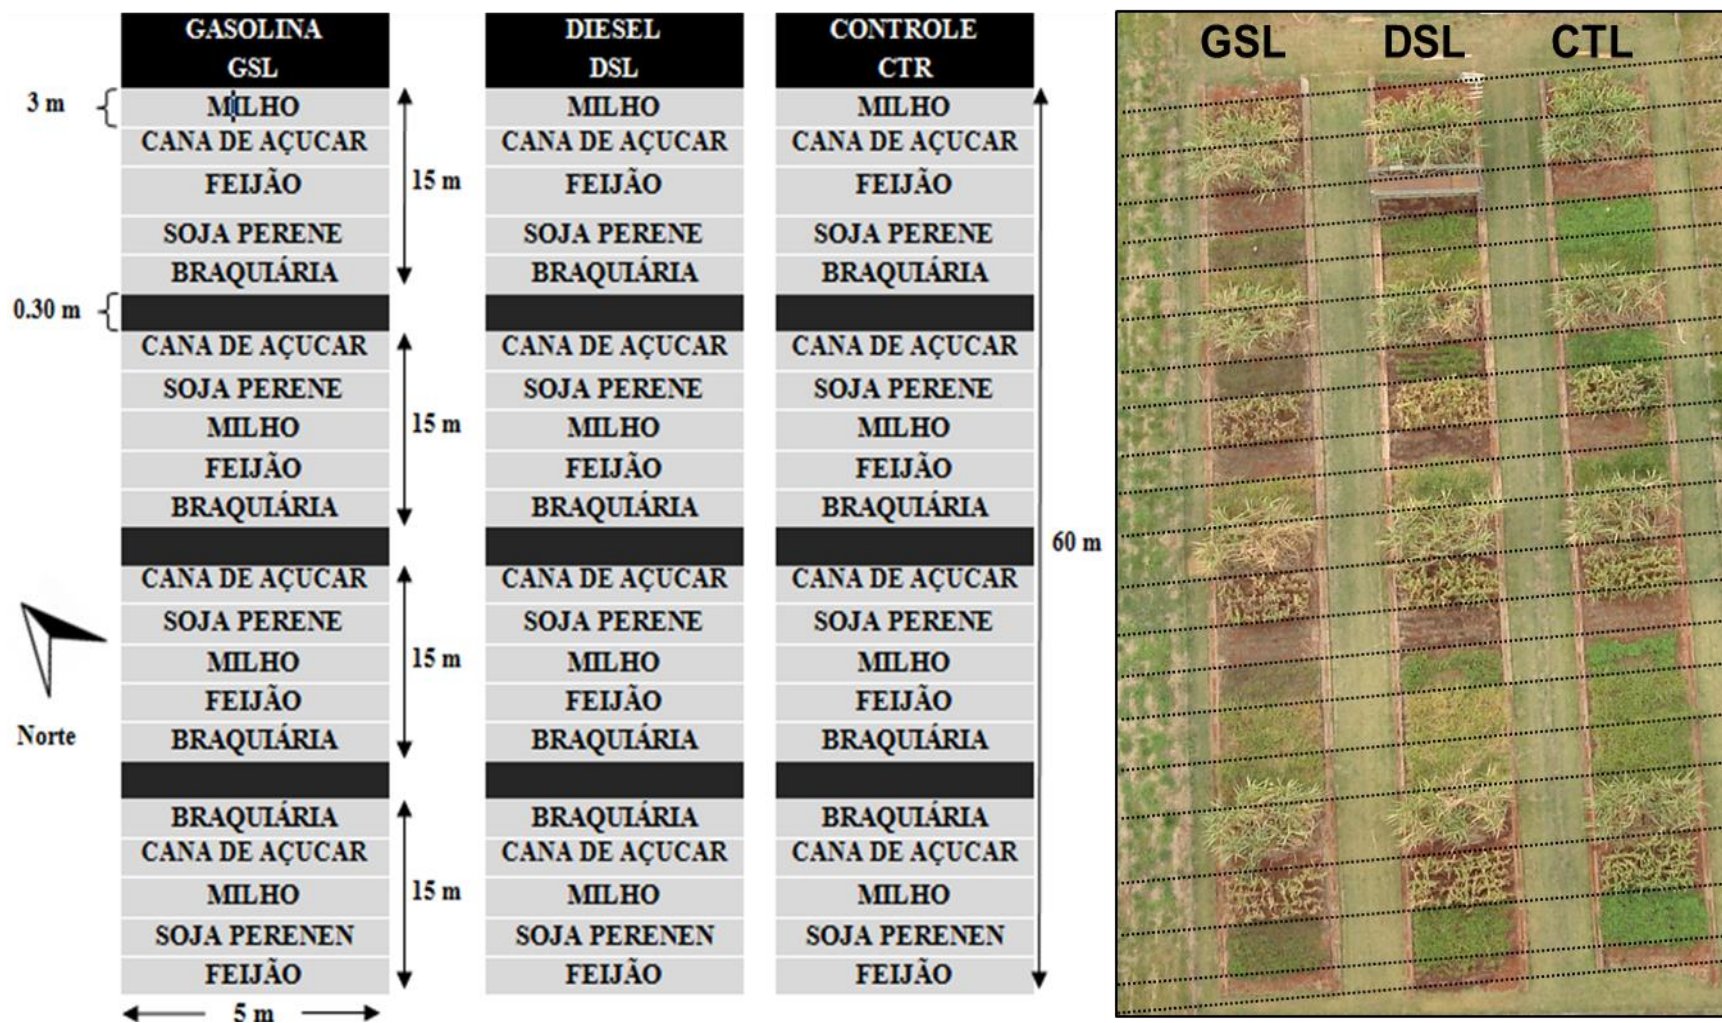 GASOLINA
GSL
3 m
MILHO
CANA DE AÇUCAR
FEIJÃO
SOJA PERENE
BRAQUIÁRIA
0.30 m
CANA DE AÇUCAR
SOJA PERENE
MILHO
FEIJÃO
BRAQUIÁRIA
CANA DE AÇUCAR
SOJA PERENE
MILHO
FEIJÃO
BRAQUIÁRIA
BRAQUIÁRIA
CANA DE AÇUCAR
MILHO
SOJA PERENEN
FEIJÃO
5 m
Norte
15 m
15 m
15 m
15 m
DIESEL
DSL
MILHO
CANA DE AÇUCAR
FEIJÃO
SOJA PERENE
BRAQUIÁRIA
CANA DE AÇUCAR
SOJA PERENE
MILHO
FEIJÃO
BRAQUIÁRIA
CANA DE AÇUCAR
SOJA PERENE
MILHO
FEIJÃO
BRAQUIÁRIA
BRAQUIÁRIA
CANA DE AÇUCAR
MILHO
SOJA PERENEN
FEIJÃO
CONTROLE
CTR
MILHO
CANA DE AÇUCAR
FEIJÃO
SOJA PERENE
BRAQUIÁRIA
CANA DE AÇUCAR
SOJA PERENE
MILHO
FEIJÃO
BRAQUIÁRIA
CANA DE AÇUCAR
SOJA PERENE
MILHO
FEIJÃO
BRAQUIÁRIA
BRAQUIÁRIA
CANA DE AÇUCAR
MILHO
SOJA PERENEN
FEIJÃO
60 m
GSL DSL CTL